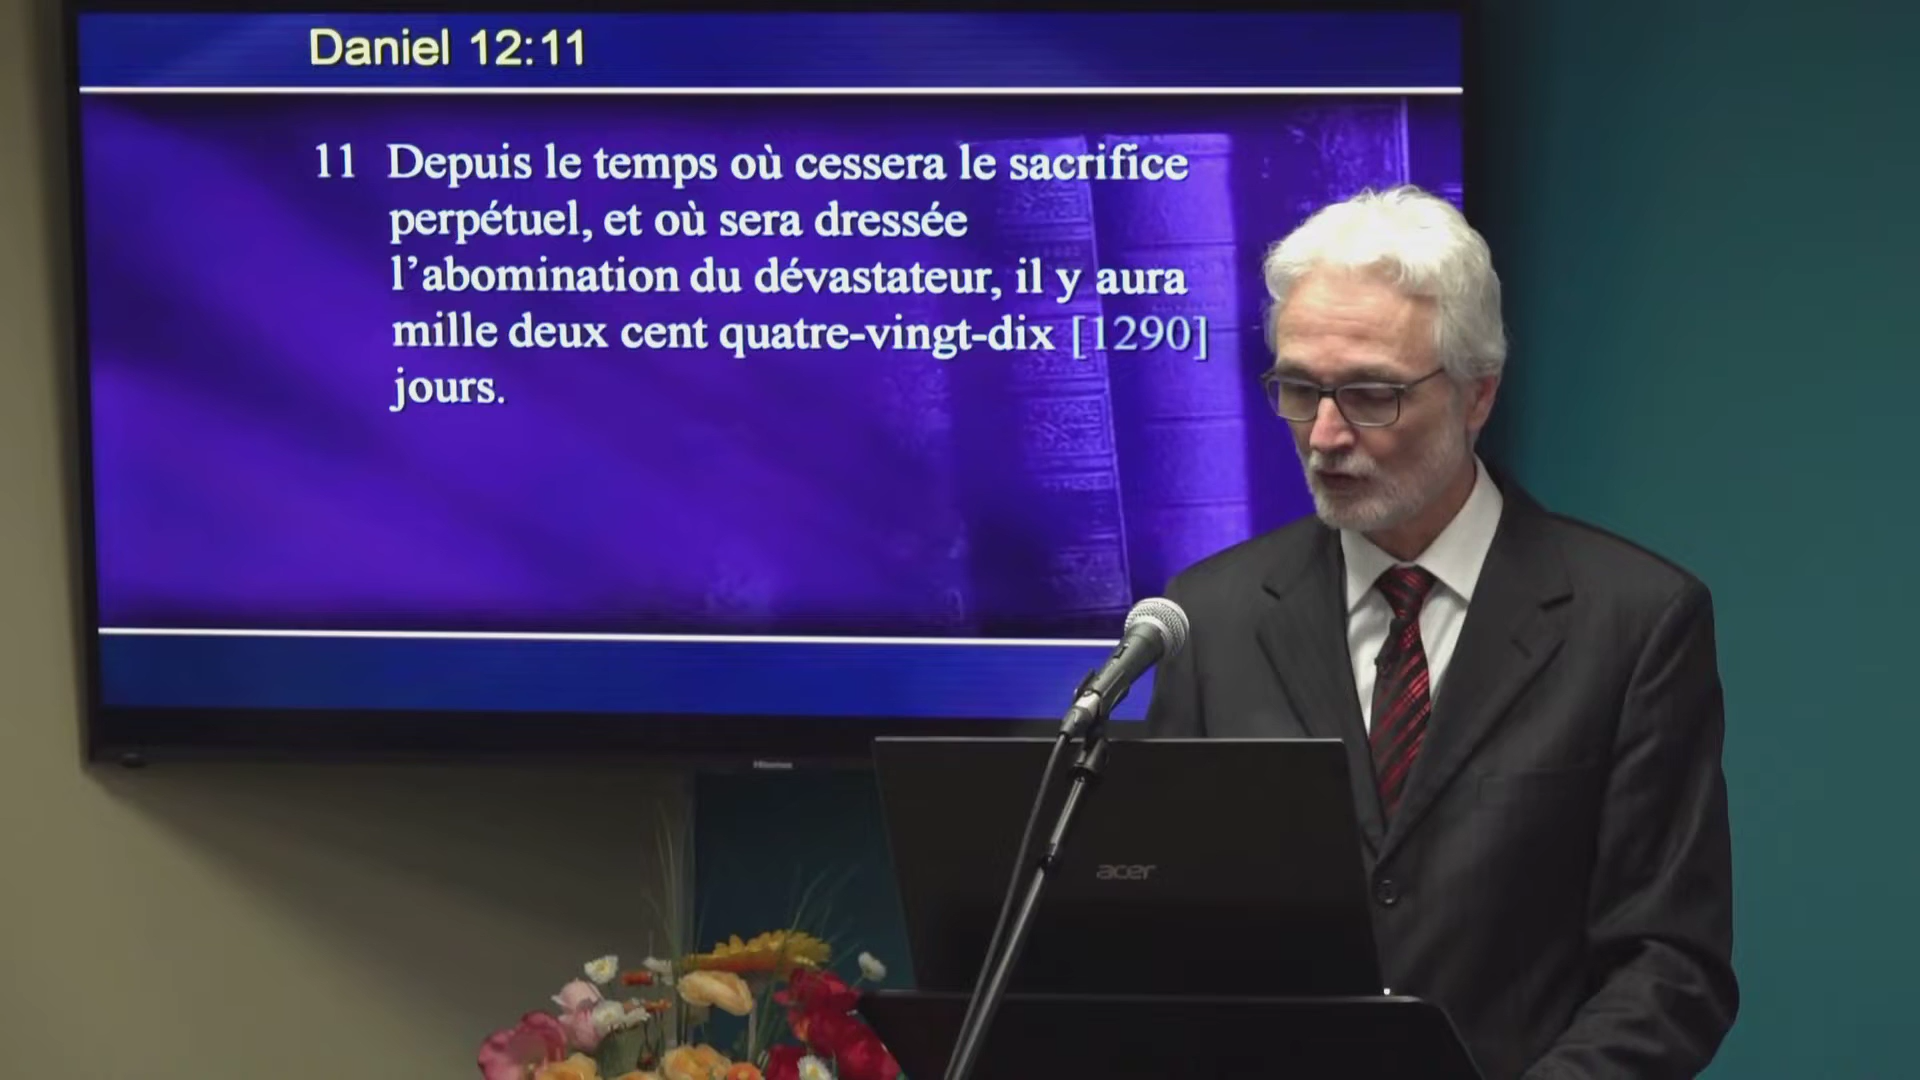 Daniel 12:11
11 Depuis le temps où cessera le sacrifice
perpétuel, et où sera dressée
l’abomination du dévastateur, il y aura
mille deux cent quatre-vingt-dix [1290]
jours.
Hisense
acer